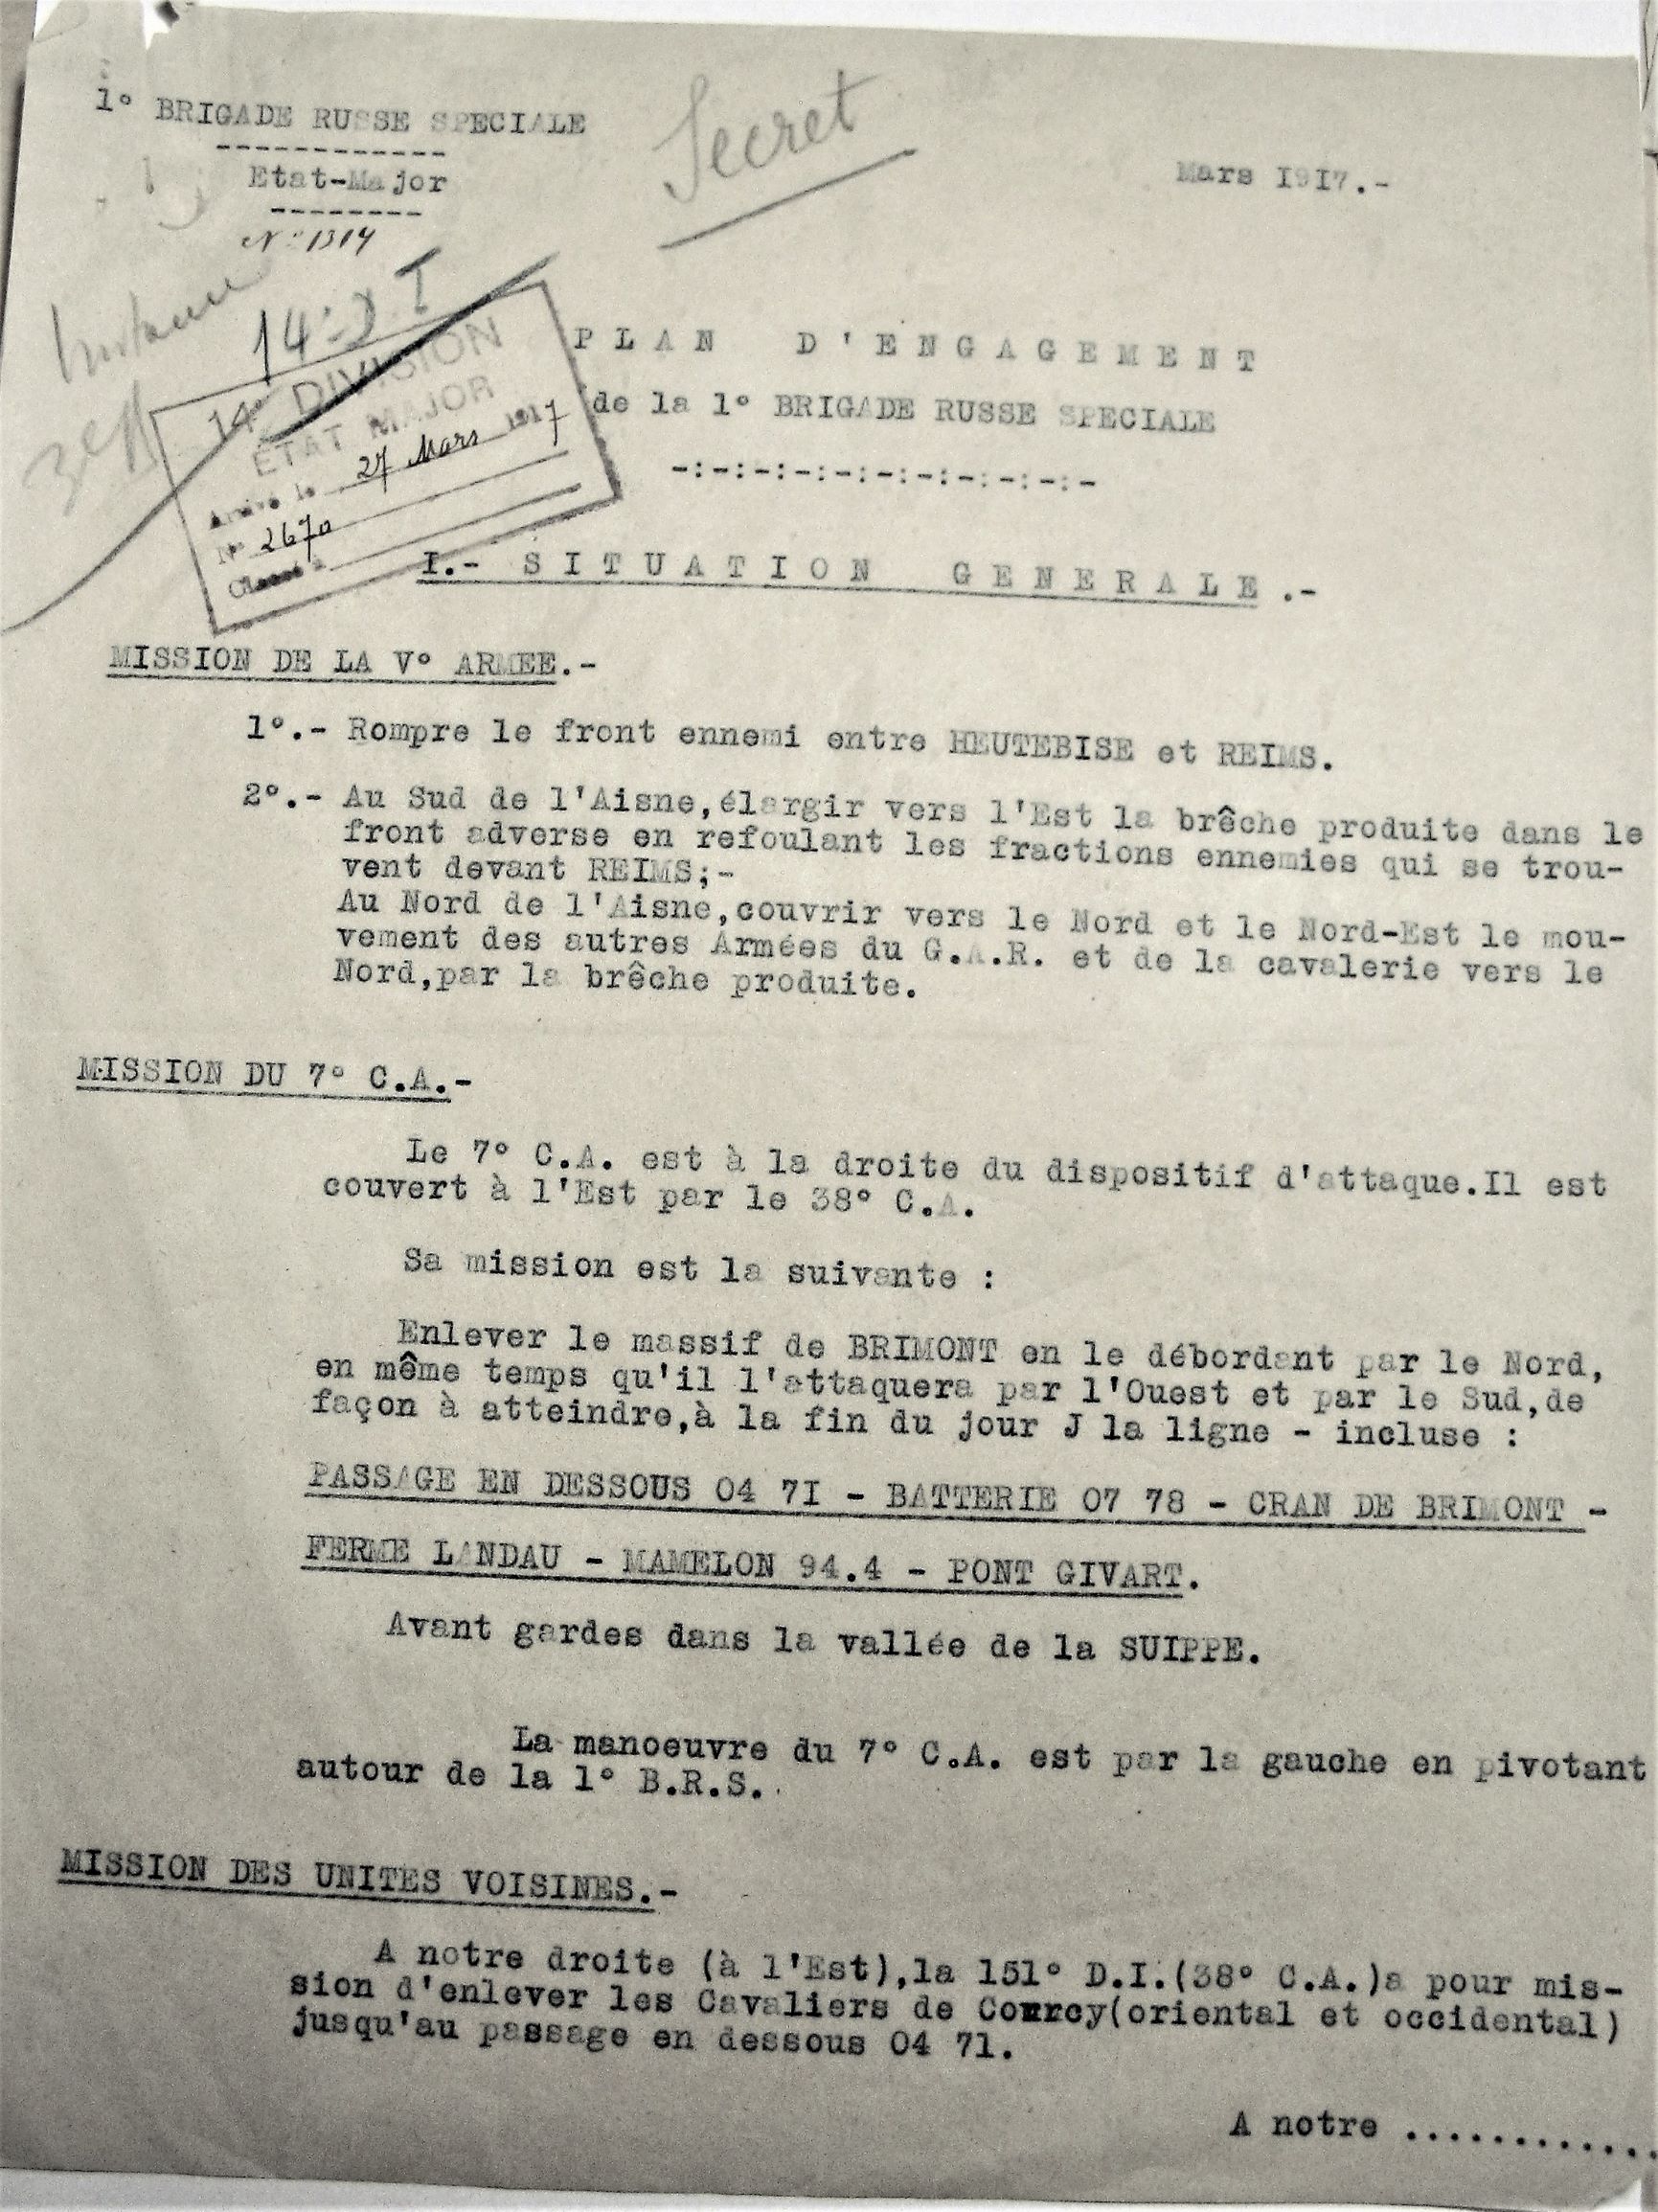 1° BRIGADE RUSSE SPECIALE
Secret
Etat-Major
Mars 1917.-
N° 1314
14° D I
14° DIVISION
ETAT MAJOR
Arrivé le 27 Mars 1917
N° 2670
Classé à
PLAN D'ENGAGEMENT
de la 1° BRIGADE RUSSE SPECIALE
-:-:-:-:-:-:-:-:-:-:-
I.- SITUATION GENERALE.-
MISSION DE LA V° ARMEE.-
1°.- Rompre le front ennemi entre HEUTEBISE et REIMS.
2°.- Au Sud de l'Aisne,élargir vers l'Est la brêche produite dans le
front adverse en refoulant les fractions ennemies qui se trou-
vent devant REIMS;-
Au Nord de l'Aisne,couvrir vers le Nord et le Nord-Est le mou-
vement des autres Armées du G.A.R. et de la cavalerie vers le
Nord,par la brêche produite.
MISSION DU 7° C.A.-
Le 7° C.A. est à la droite du dispositif d'attaque.Il est
couvert à l'Est par le 38° C.A.
Sa mission est la suivante :
Enlever le massif de BRIMONT en le débordant par le Nord,
en même temps qu'il l'attaquera par l'Ouest et par le Sud,de
façon à atteindre,à la fin du jour J la ligne - incluse :
PASSAGE EN DESSOUS 04 7I - BATTERIE 07 78 - CRAN DE BRIMONT -
FERME LANDAU - MAMELON 94.4 - PONT GIVART.
Avant gardes dans la vallée de la SUIPPE.
La manoeuvre du 7° C.A. est par la gauche en pivotant
autour de la 1° B.R.S.
MISSION DES UNITES VOISINES.-
A notre droite (à l'Est),la 151° D.I.(38° C.A.)a pour mis-
sion d'enlever les Cavaliers de Courcy(oriental et occidental)
jusqu'au passage en dessous 04 71.
A notre ............